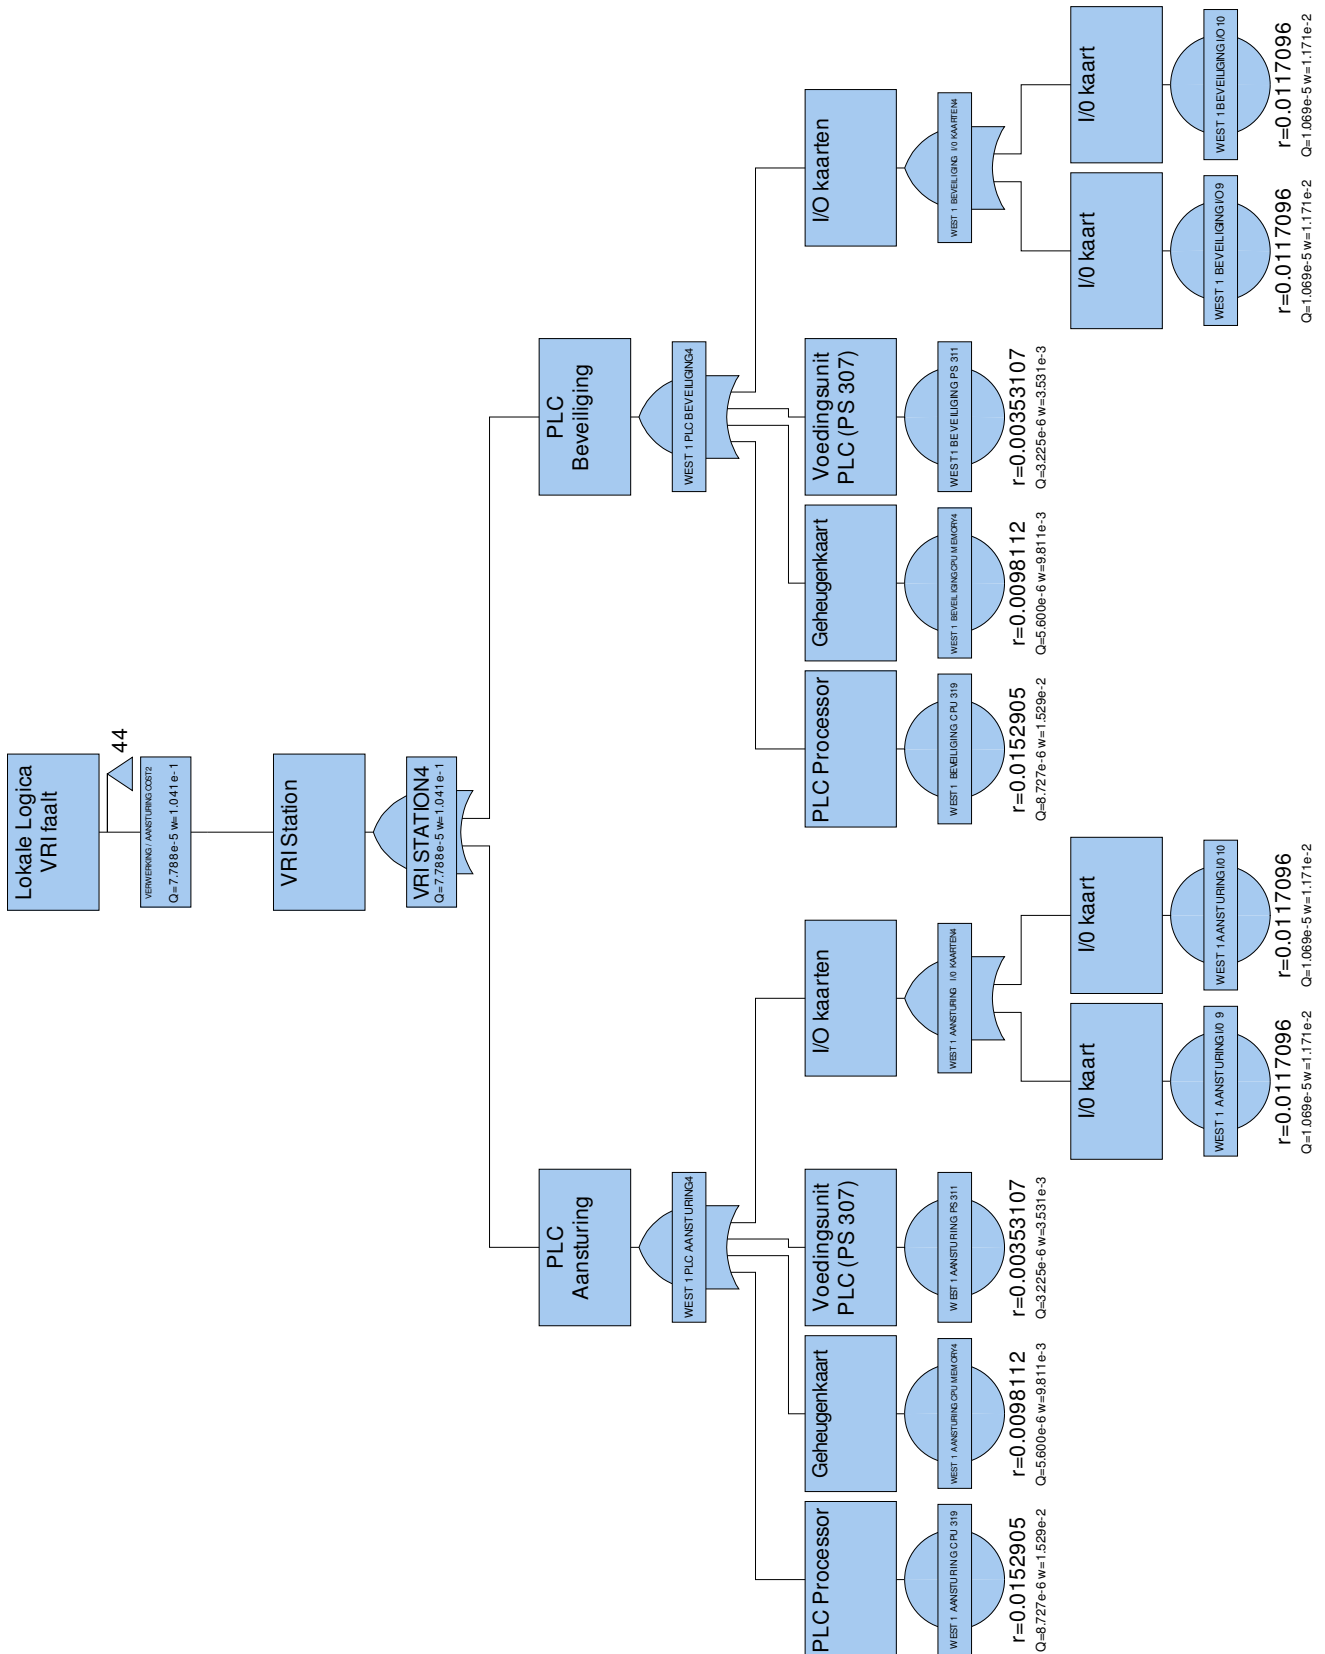 Lokale Logica
VRI faalt
44
VERWERKING / AANSTURING COST2
Q=7.788e-5 w=1.041e-1
VRI Station
VRI STATION4
Q=7.788e-5 w=1.041e-1
PLC
Aansturing
WEST 1 PLC AANSTURING4
PLC
Beveiliging
WEST 1 PLC BEVEILIGING4
PLC Processor
WEST 1 AANSTURING CPU 319
r=0.0152905
Q=8.727e-6 w=1.529e-2
Geheugenkaart
WEST 1 AANSTURING CPU MEMORY4
r=0.0098112
Q=5.600e-6 w=9.811e-3
Voedingsunit
PLC (PS 307)
WEST 1 AANSTURING PS 311
r=0.00353107
Q=3.225e-6 w=3.531e-3
I/O kaarten
WEST 1 AANSTURING I/0 KAARTEN4
I/0 kaart
WEST 1 AANSTURING I/0 9
r=0.0117096
Q=1.069e-5 w=1.171e-2
I/0 kaart
WEST 1 AANSTURING I/0 10
r=0.0117096
Q=1.069e-5 w=1.171e-2
PLC Processor
WEST 1 BEVEILIGING CPU 319
r=0.0152905
Q=8.727e-6 w=1.529e-2
Geheugenkaart
WEST 1 BEVEILIGING CPU MEMORY4
r=0.0098112
Q=5.600e-6 w=9.811e-3
Voedingsunit
PLC (PS 307)
WEST 1 BEVEILIGING PS 311
r=0.00353107
Q=3.225e-6 w=3.531e-3
I/O kaarten
WEST 1 BEVEILIGING I/0 KAARTEN4
I/0 kaart
WEST 1 BEVEILIGING I/O 9
r=0.0117096
Q=1.069e-5 w=1.171e-2
I/0 kaart
WEST 1 BEVEILIGING I/O 10
r=0.0117096
Q=1.069e-5 w=1.171e-2